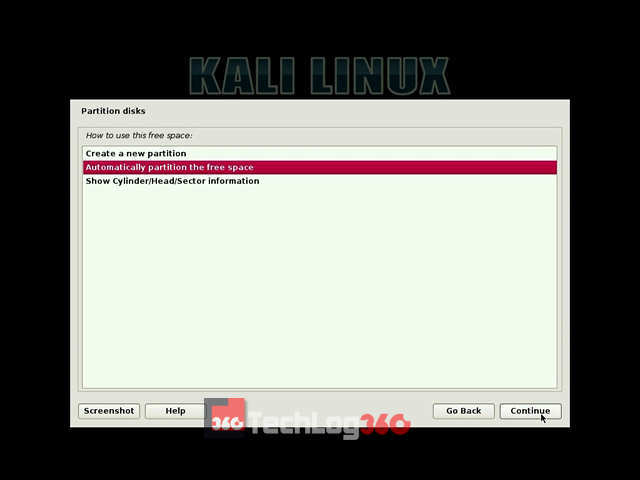 KALI LINUX
Partition disks
How to use this free space:
Create a new partition
Automatically partition the free space
Show Cylinder/Head/Sector information
Screenshot Help Go Back Continue
360 TechLog360